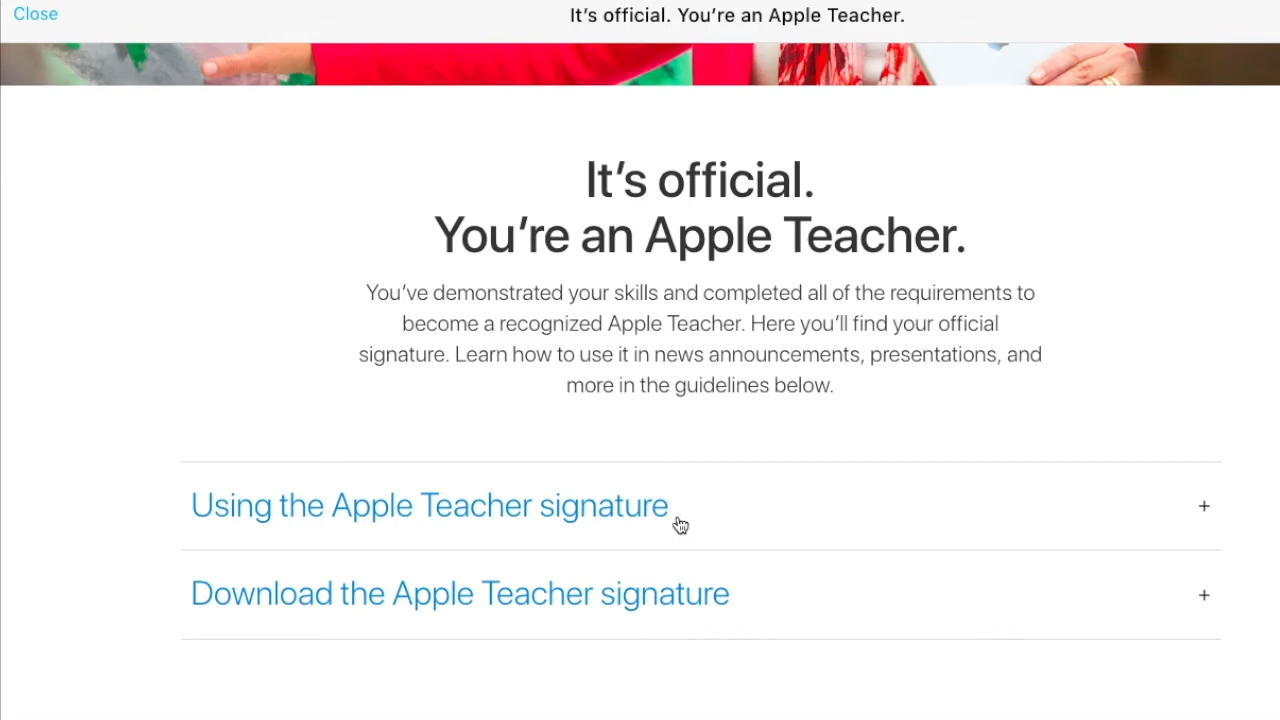 Close
It’s official. You’re an Apple Teacher.
It’s official.
You’re an Apple Teacher.
You’ve demonstrated your skills and completed all of the requirements to
become a recognized Apple Teacher. Here you’ll find your official
signature. Learn how to use it in news announcements, presentations, and
more in the guidelines below.
Using the Apple Teacher signature
+
Download the Apple Teacher signature
+